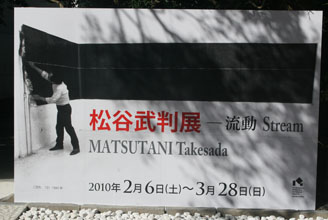 松谷武判展—流動 Stream
MATSUTANI Takesada
2010年2月6日(土)〜3月28日(日)